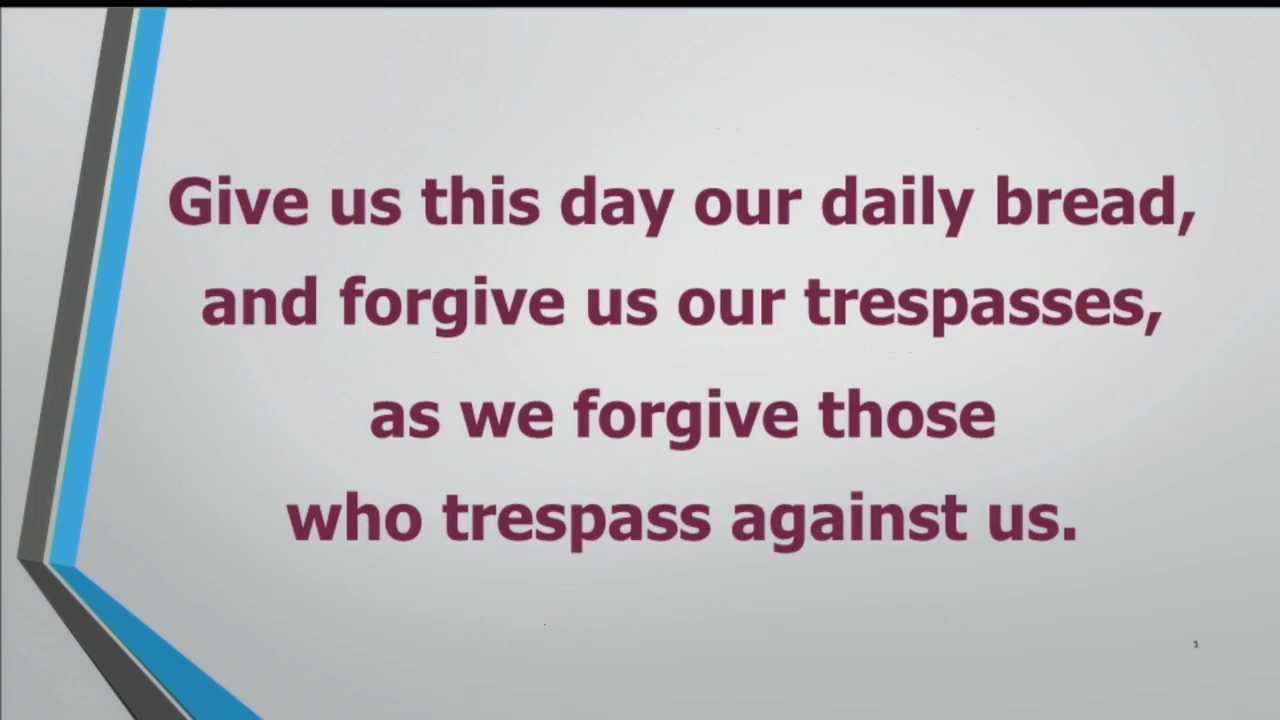 Give us this day our daily bread,
and forgive us our trespasses,
as we forgive those
who trespass against us.